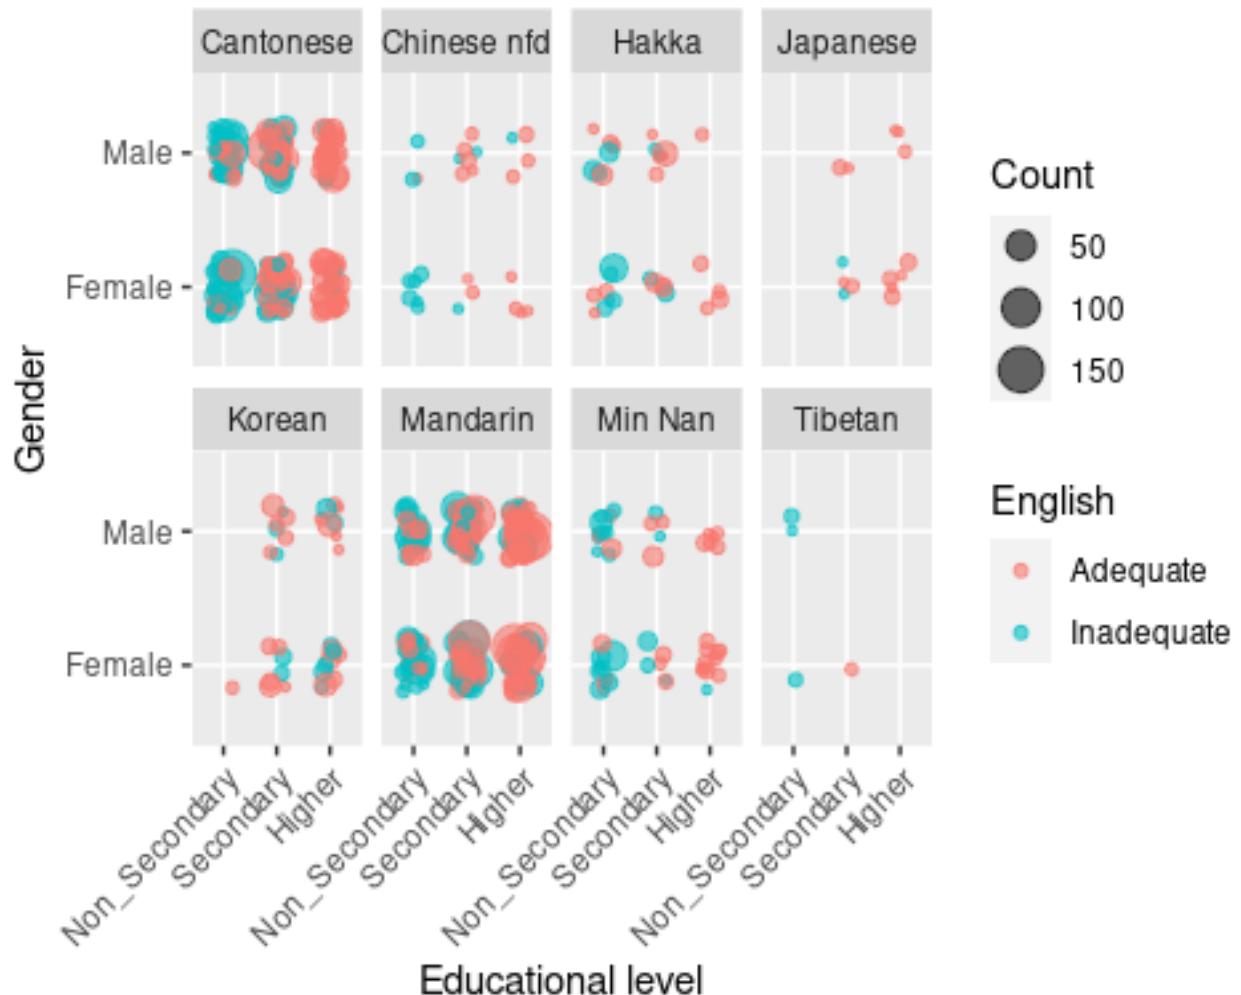 Cantonese
Chinese nfd
Hakka
Japanese
Male
Female
Korean
Mandarin
Min Nan
Tibetan
Male
Female
Gender
Non_Secondary
Secondary
Higher
Non_Secondary
Secondary
Higher
Non_Secondary
Secondary
Higher
Non_Secondary
Secondary
Higher
Educational level
Count
50
100
150
English
Adequate
Inadequate